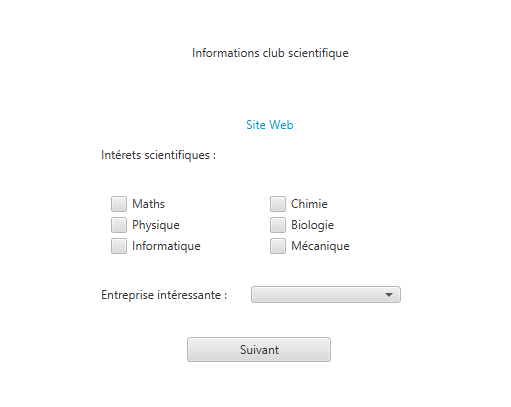 Informations club scientifique
Site Web
Intérets scientifiques :
Maths
Chimie
Physique
Biologie
Informatique
Mécanique
Entreprise intéressante :
Suivant